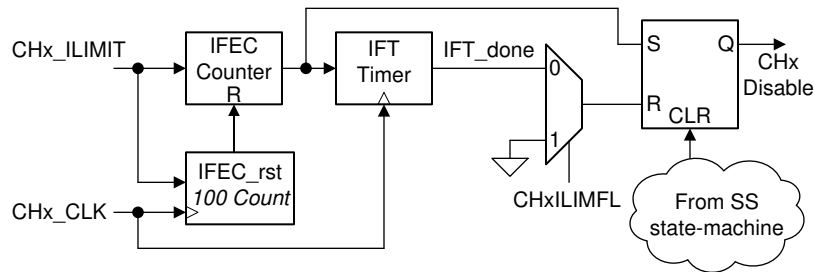 CHx_ILIMIT
IFEC
Counter
R
IFT
Timer
IFT_done
0
1
S
Q
R
CLR
CHx
Disable
IFEC_rst
100 Count
CHx_CLK
CHxILIMFL
From SS
state-machine